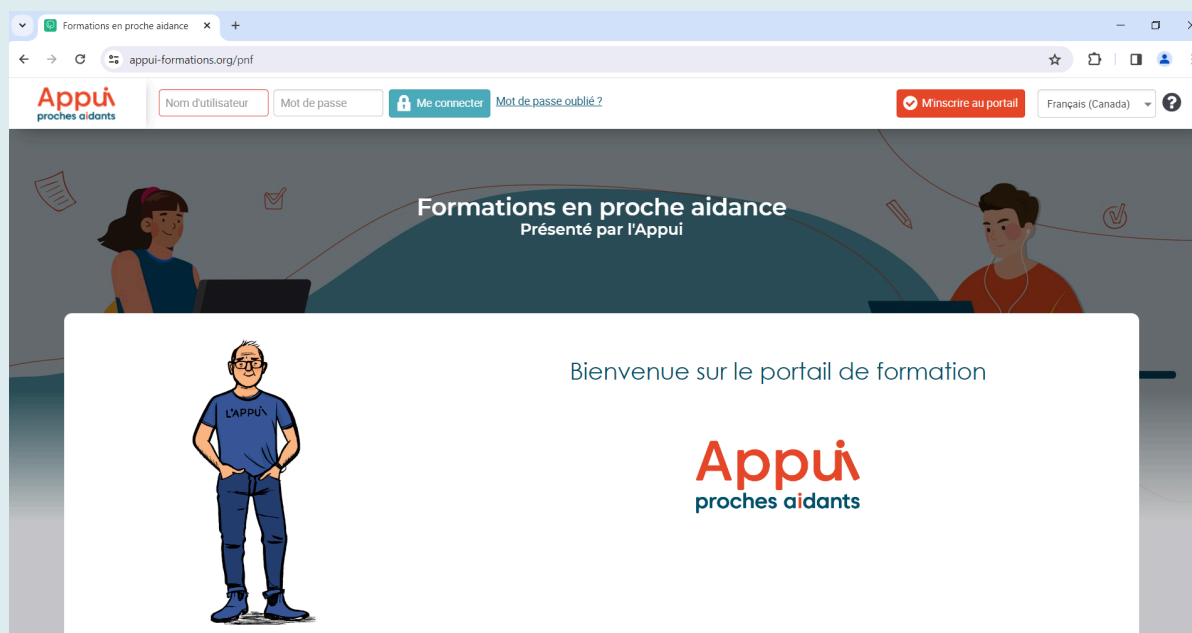 Formations en proche aidance
appui-formations.org/pnf
Appui
proches aidants
Nom d'utilisateur
Mot de passe
Me connecter
Mot de passe oublié ?
M'inscrire au portail
Français (Canada)
Formations en proche aidance
Présenté par l'Appui
L'APPUI
Bienvenue sur le portail de formation
Appui
proches aidants